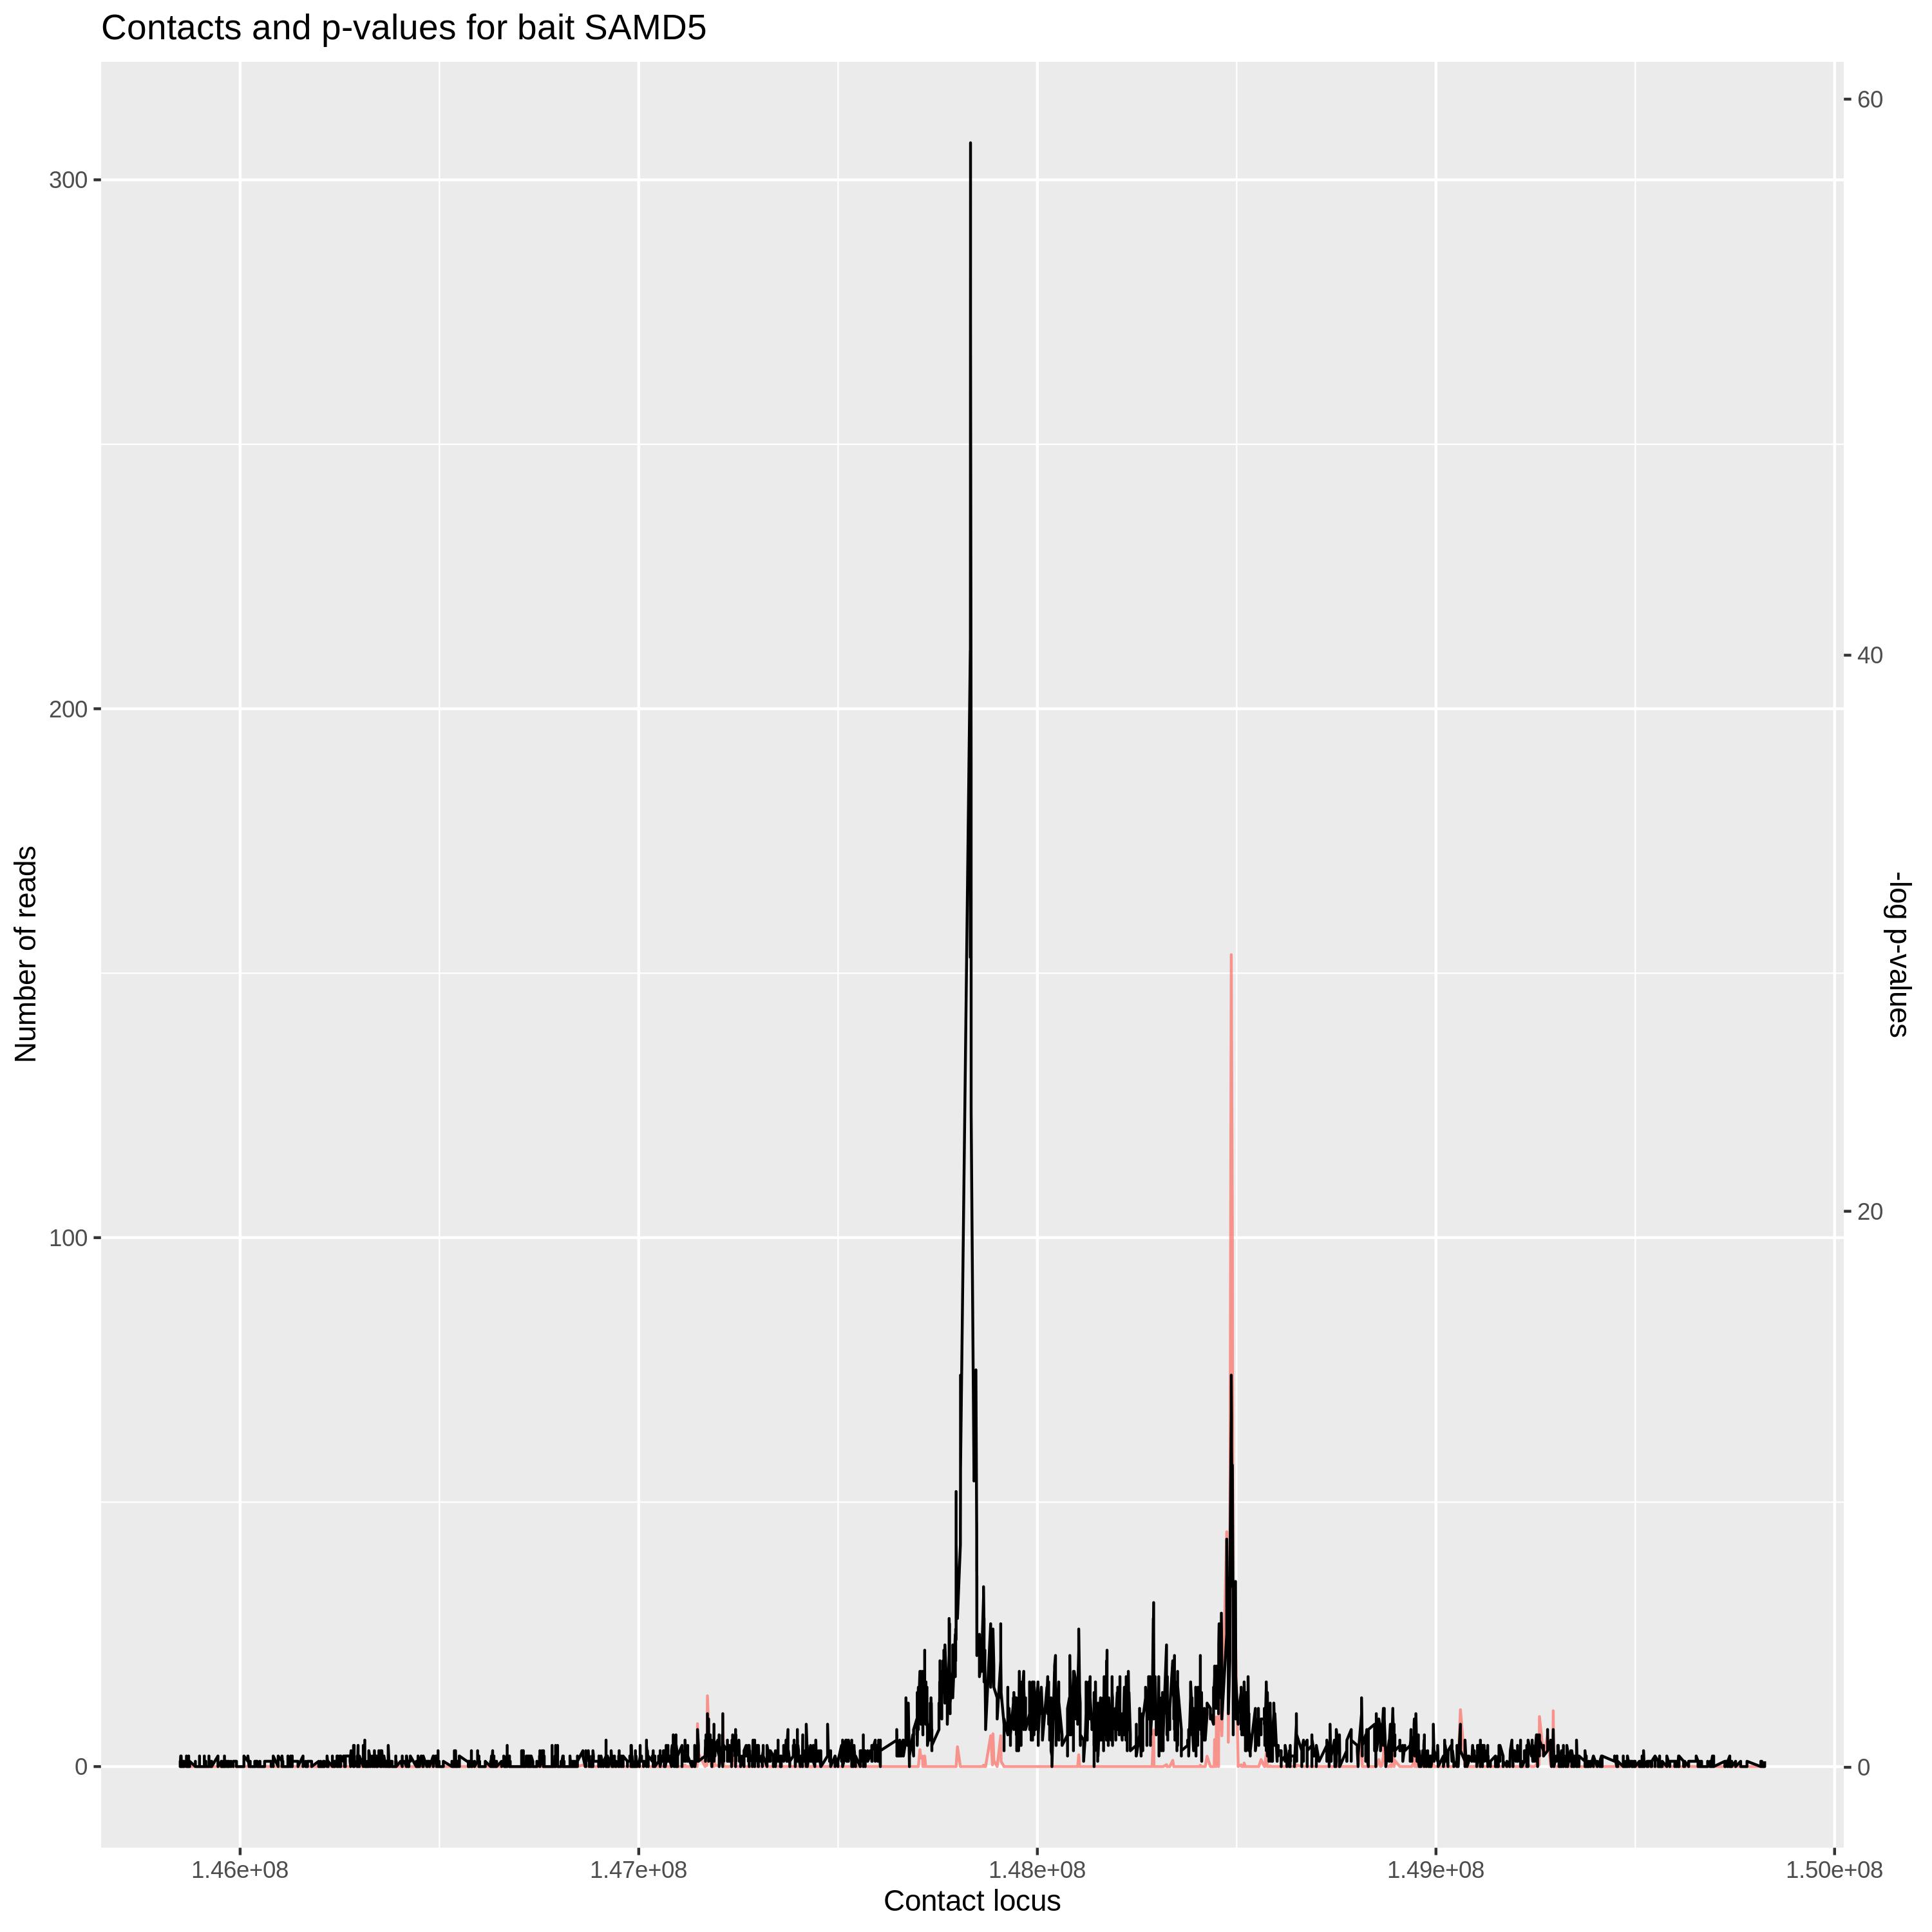 Contacts and p-values for bait SAMD5
300
200
100
0
Number of reads
60
40
20
0
-log p-values
1.46e+08 1.47e+08 1.48e+08 1.49e+08 1.50e+08
Contact locus